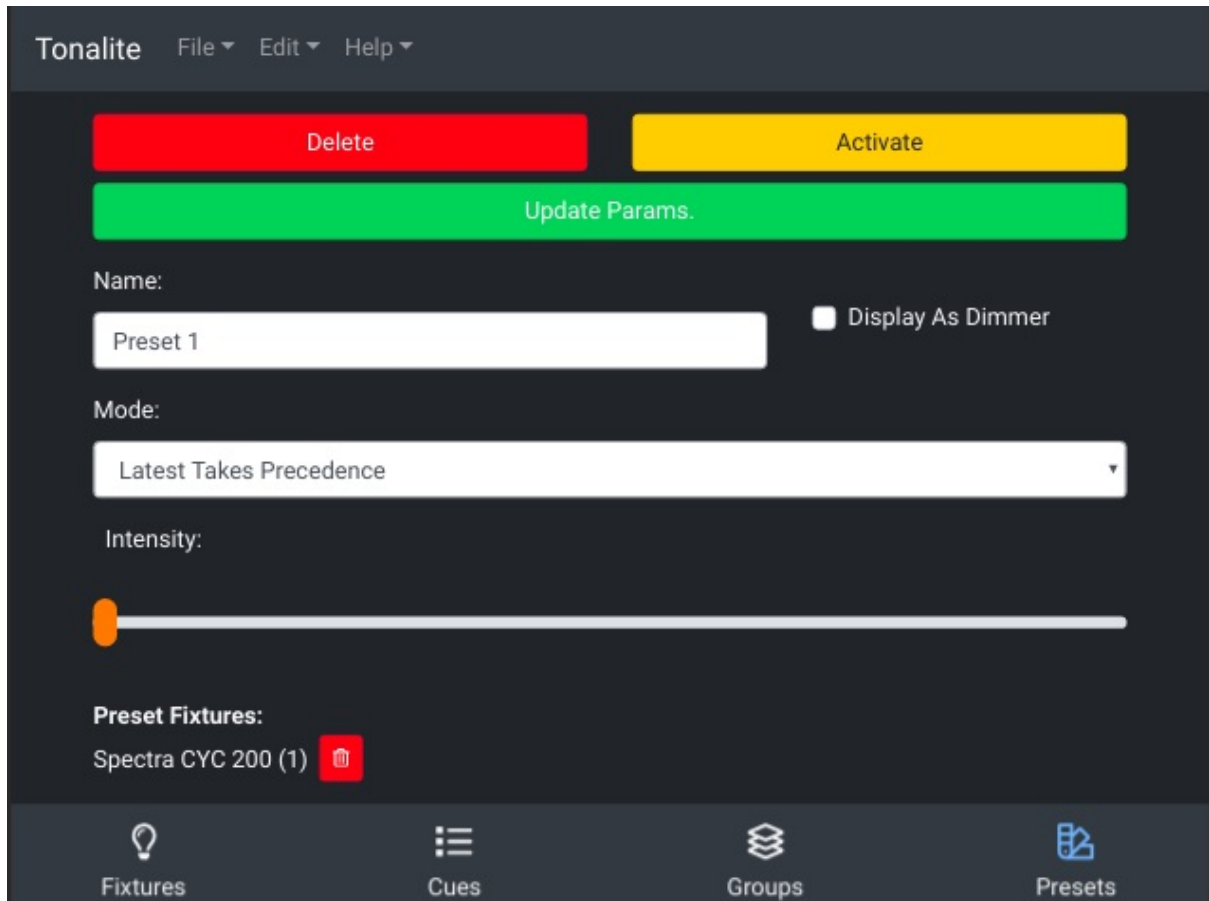 Tonalite File Edit Help
Delete Activate
Update Params.
Name:
Preset 1 Display As Dimmer
Mode:
Latest Takes Precedence
Intensity:
Preset Fixtures:
Spectra CYC 200 (1)
Fixtures Cues Groups Presets